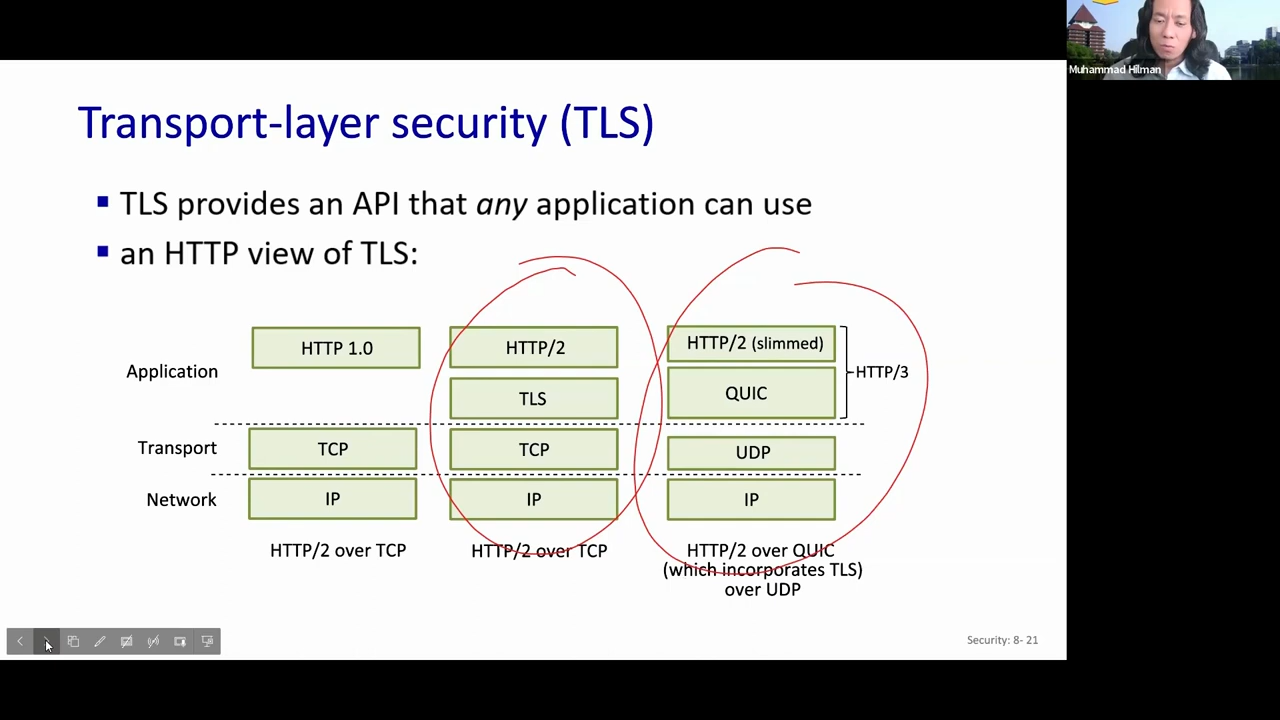 Muhammad Hilman
Transport-layer security (TLS)
TLS provides an API that any application can use
an HTTP view of TLS:
HTTP 1.0
HTTP/2
HTTP/2 (slimmed)
Application
TLS
QUIC
HTTP/3
Transport
TCP
TCP
UDP
Network
IP
IP
IP
HTTP/2 over TCP
HTTP/2 over TCP
HTTP/2 over QUIC
(which incorporates TLS)
over UDP
Security: 8- 21